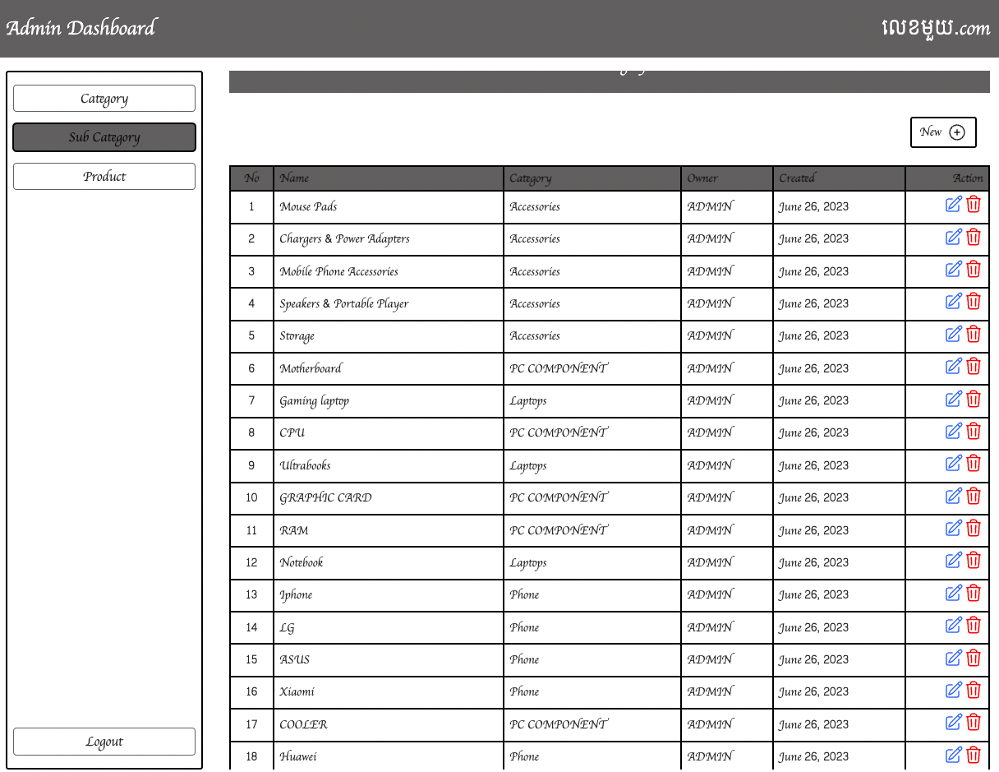 Admin Dashboard
លេខមួយ.com
Category
Sub Category
Product
Logout
New
No Name Category Owner Created Action
1 Mouse Pads Accessories ADMIN June 26, 2023
2 Chargers & Power Adapters Accessories ADMIN June 26, 2023
3 Mobile Phone Accessories Accessories ADMIN June 26, 2023
4 Speakers & Portable Player Accessories ADMIN June 26, 2023
5 Storage Accessories ADMIN June 26, 2023
6 Motherboard PC COMPONENT ADMIN June 26, 2023
7 Gaming laptop Laptops ADMIN June 26, 2023
8 CPU PC COMPONENT ADMIN June 26, 2023
9 Ultrabooks Laptops ADMIN June 26, 2023
10 GRAPHIC CARD PC COMPONENT ADMIN June 26, 2023
11 RAM PC COMPONENT ADMIN June 26, 2023
12 Notebook Laptops ADMIN June 26, 2023
13 Iphone Phone ADMIN June 26, 2023
14 LG Phone ADMIN June 26, 2023
15 ASUS Phone ADMIN June 26, 2023
16 Xiaomi Phone ADMIN June 26, 2023
17 COOLER PC COMPONENT ADMIN June 26, 2023
18 Huawei Phone ADMIN June 26, 2023